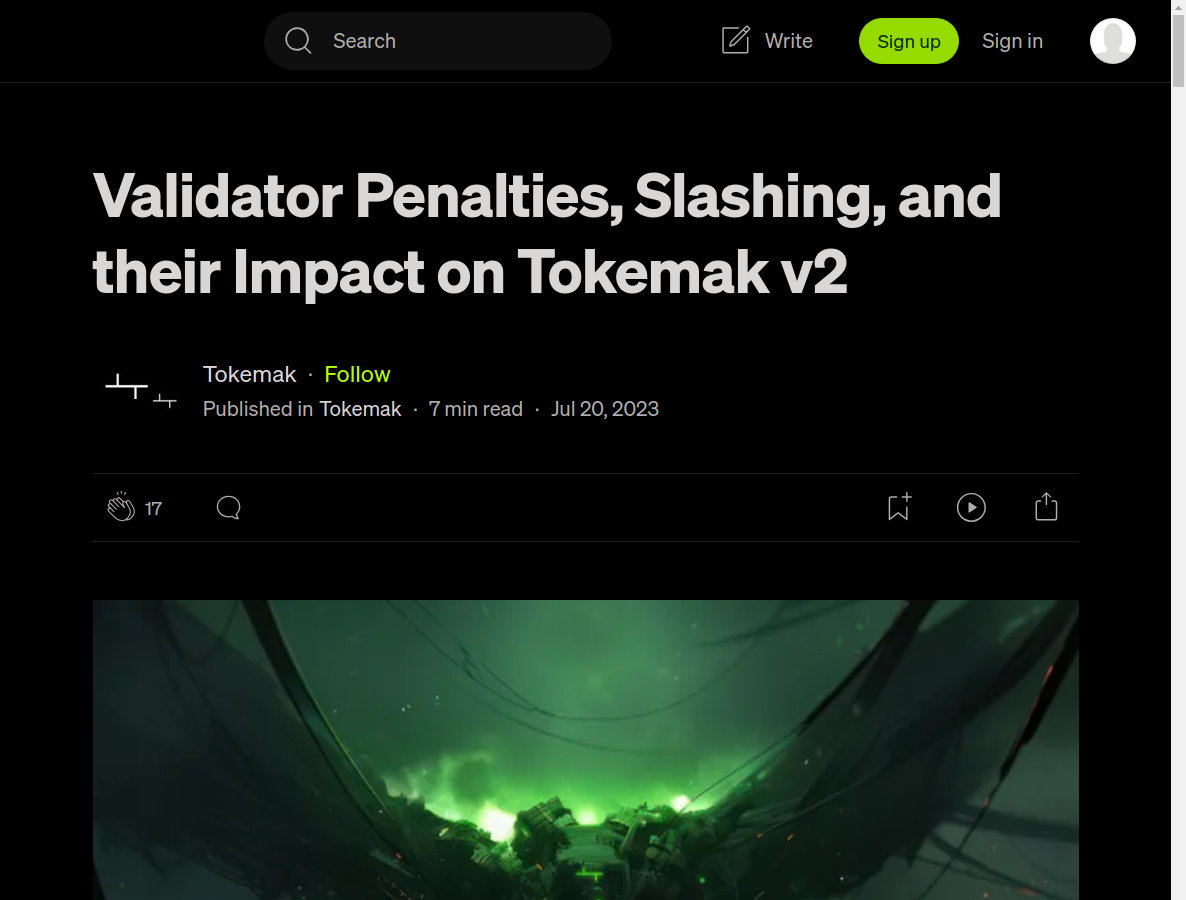 Search
Write
Sign up
Sign in
Validator Penalties, Slashing, and
their Impact on Tokemak v2
Tokemak · Follow
Published in Tokemak · 7 min read · Jul 20, 2023
17